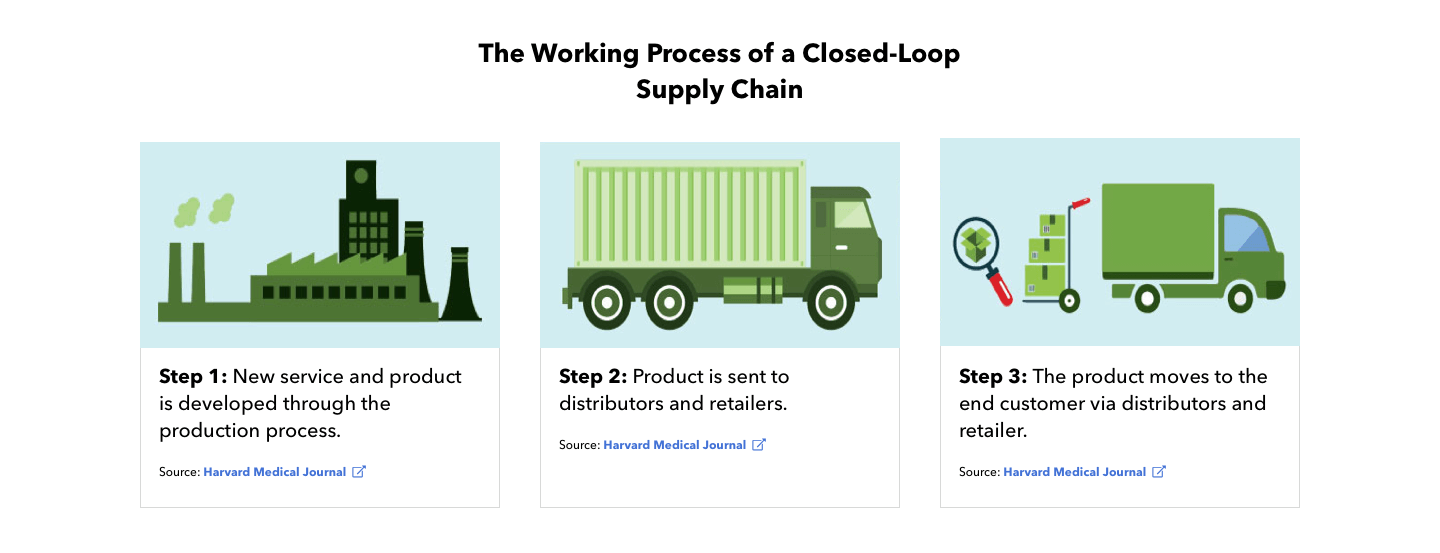 The Working Process of a Closed-Loop
Supply Chain
Step 1: New service and product
is developed through the
production process.
Source: Harvard Medical Journal
Step 2: Product is sent to
distributors and retailers.
Source: Harvard Medical Journal
Step 3: The product moves to the
end customer via distributors and
retailer.
Source: Harvard Medical Journal